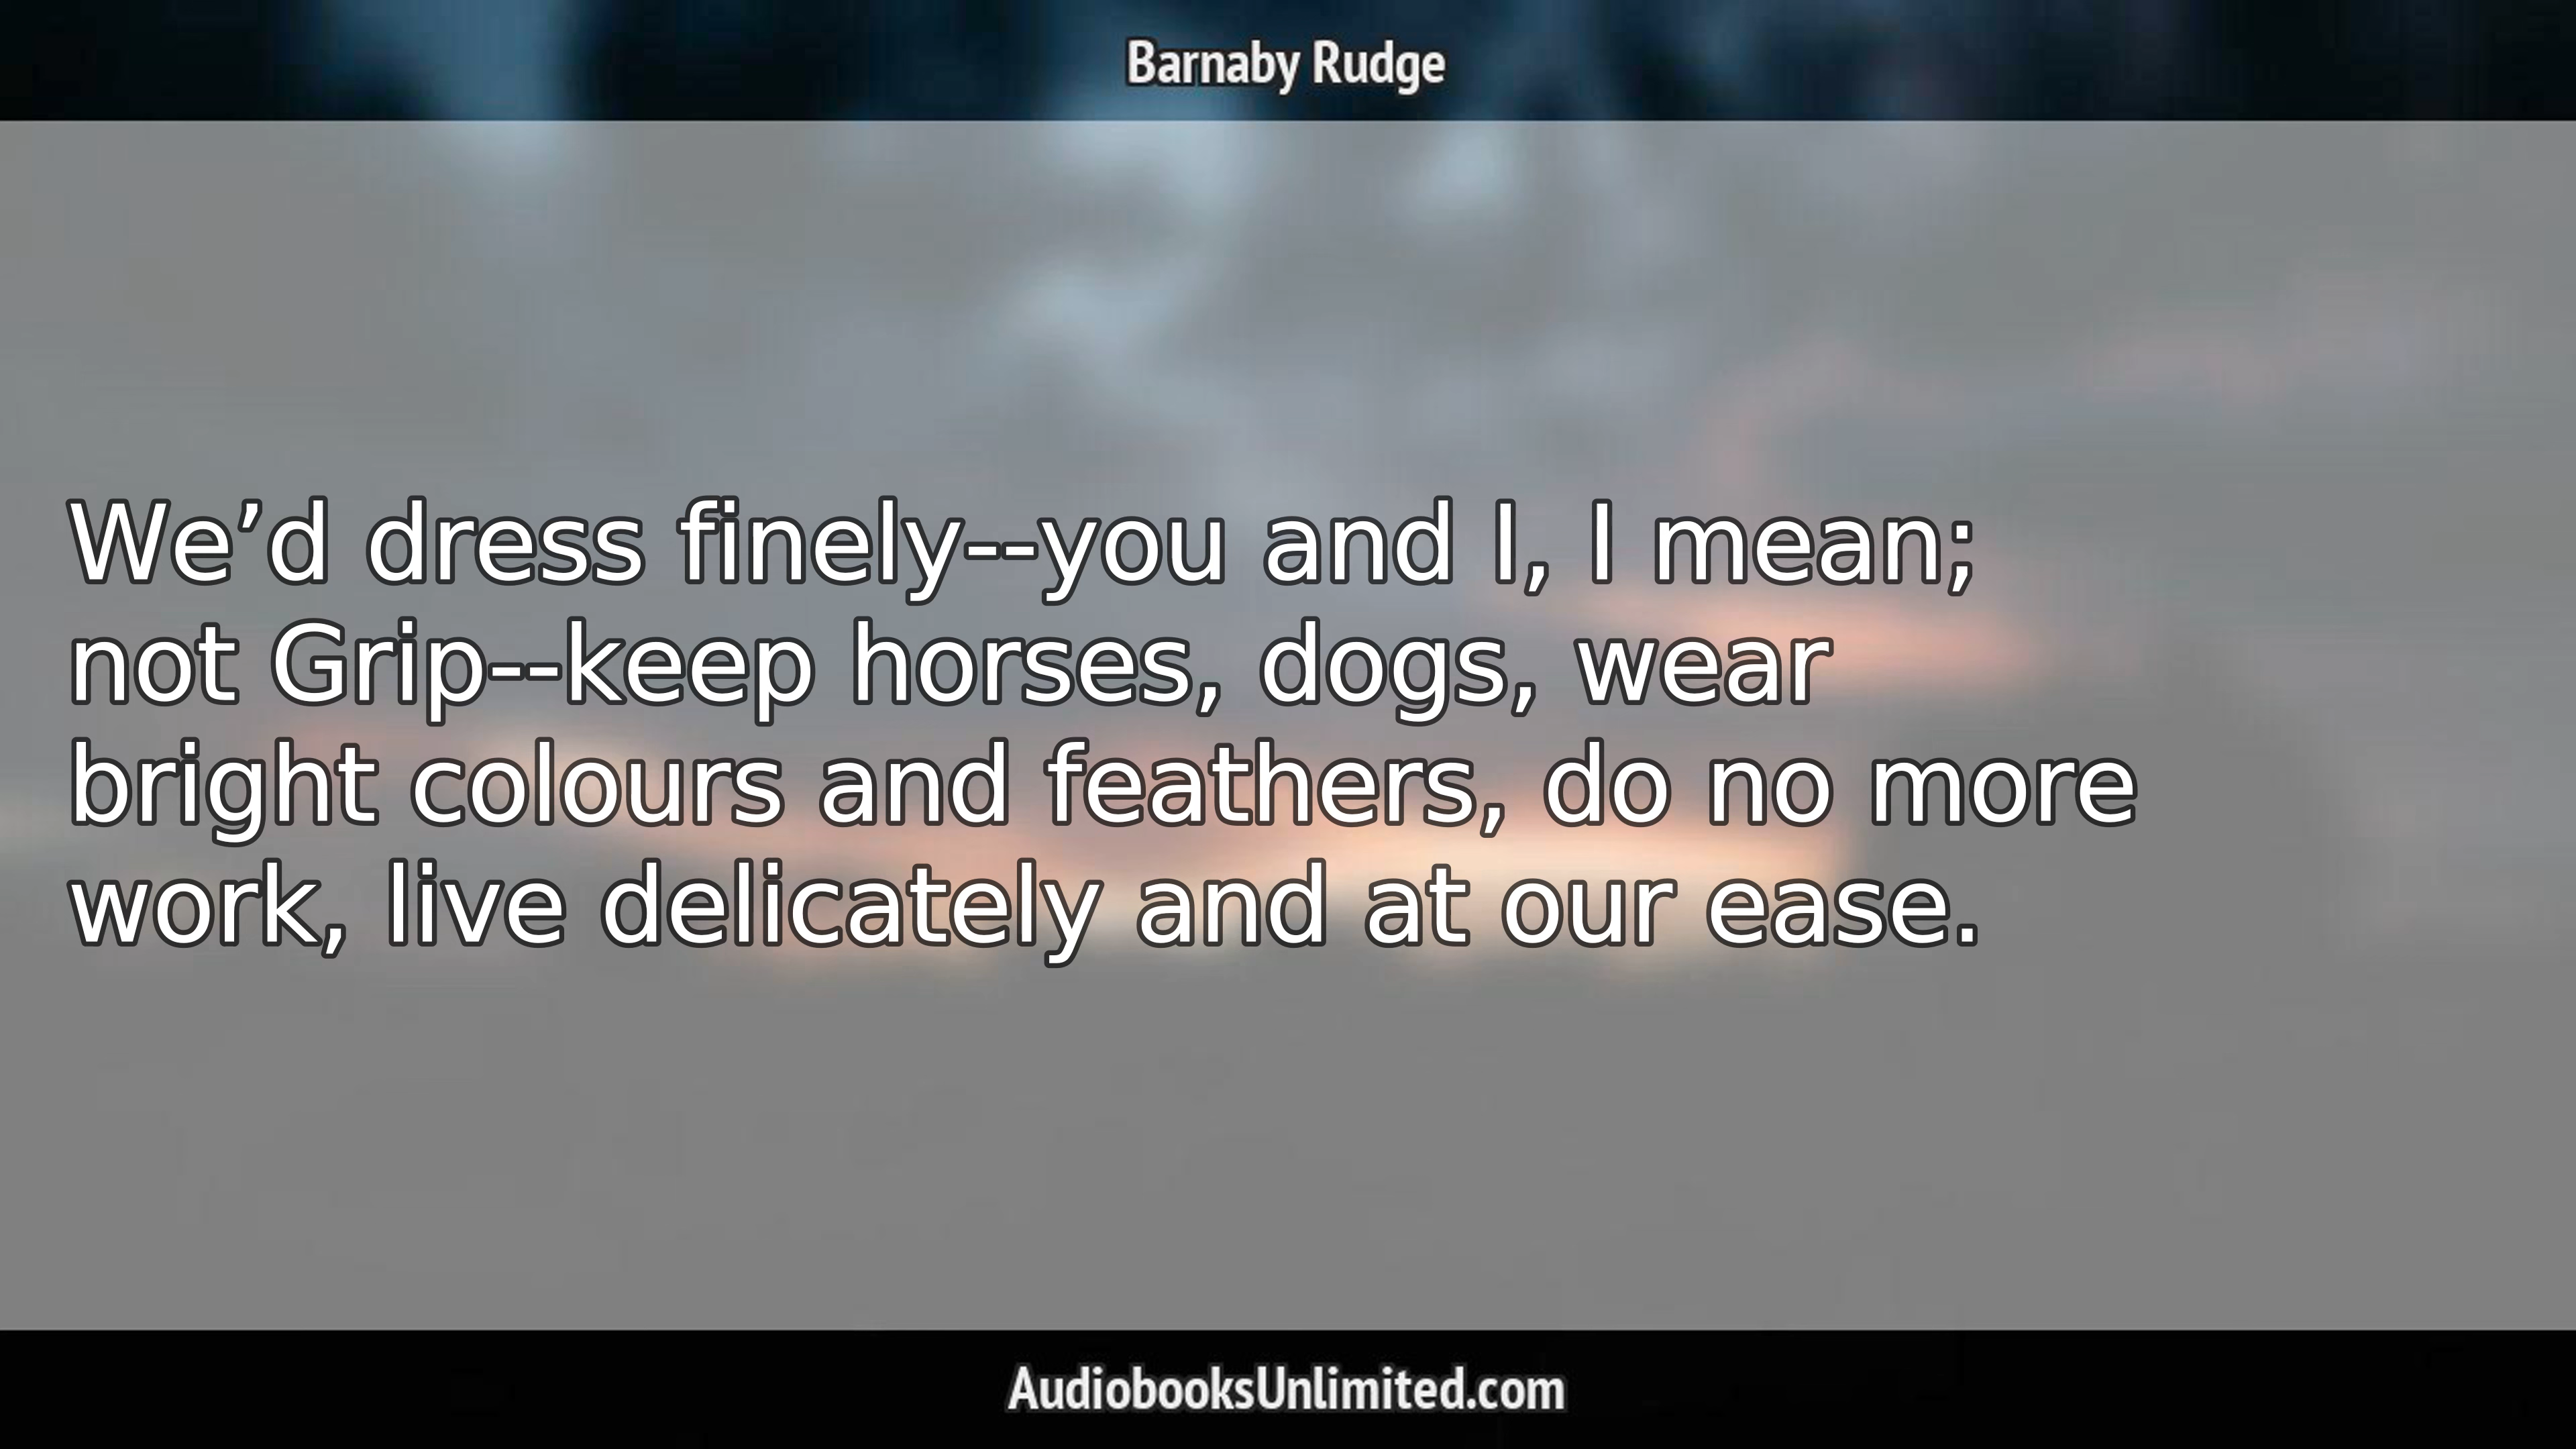 Barnaby Rudge
We’d dress finely--you and I, I mean;
not Grip--keep horses, dogs, wear
bright colours and feathers, do no more
work, live delicately and at our ease.
AudiobooksUnlimited.com